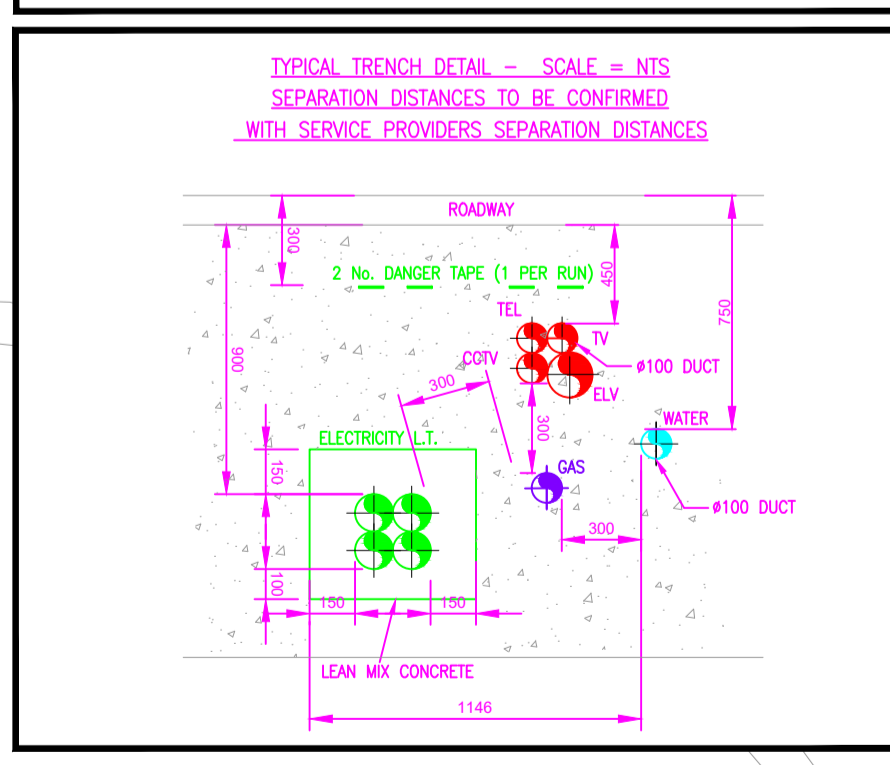 TYPICAL TRENCH DETAIL - SCALE = NTS
SEPARATION DISTANCES TO BE CONFIRMED
WITH SERVICE PROVIDERS SEPARATION DISTANCES
ROADWAY
300
450
750
900
2 No. DANGER TAPE (1 PER RUN)
TEL
TV
CCTV
ø100 DUCT
300
ELV
300
WATER
ELECTRICITY L.T.
150
GAS
ø100 DUCT
300
100
150
150
LEAN MIX CONCRETE
1146